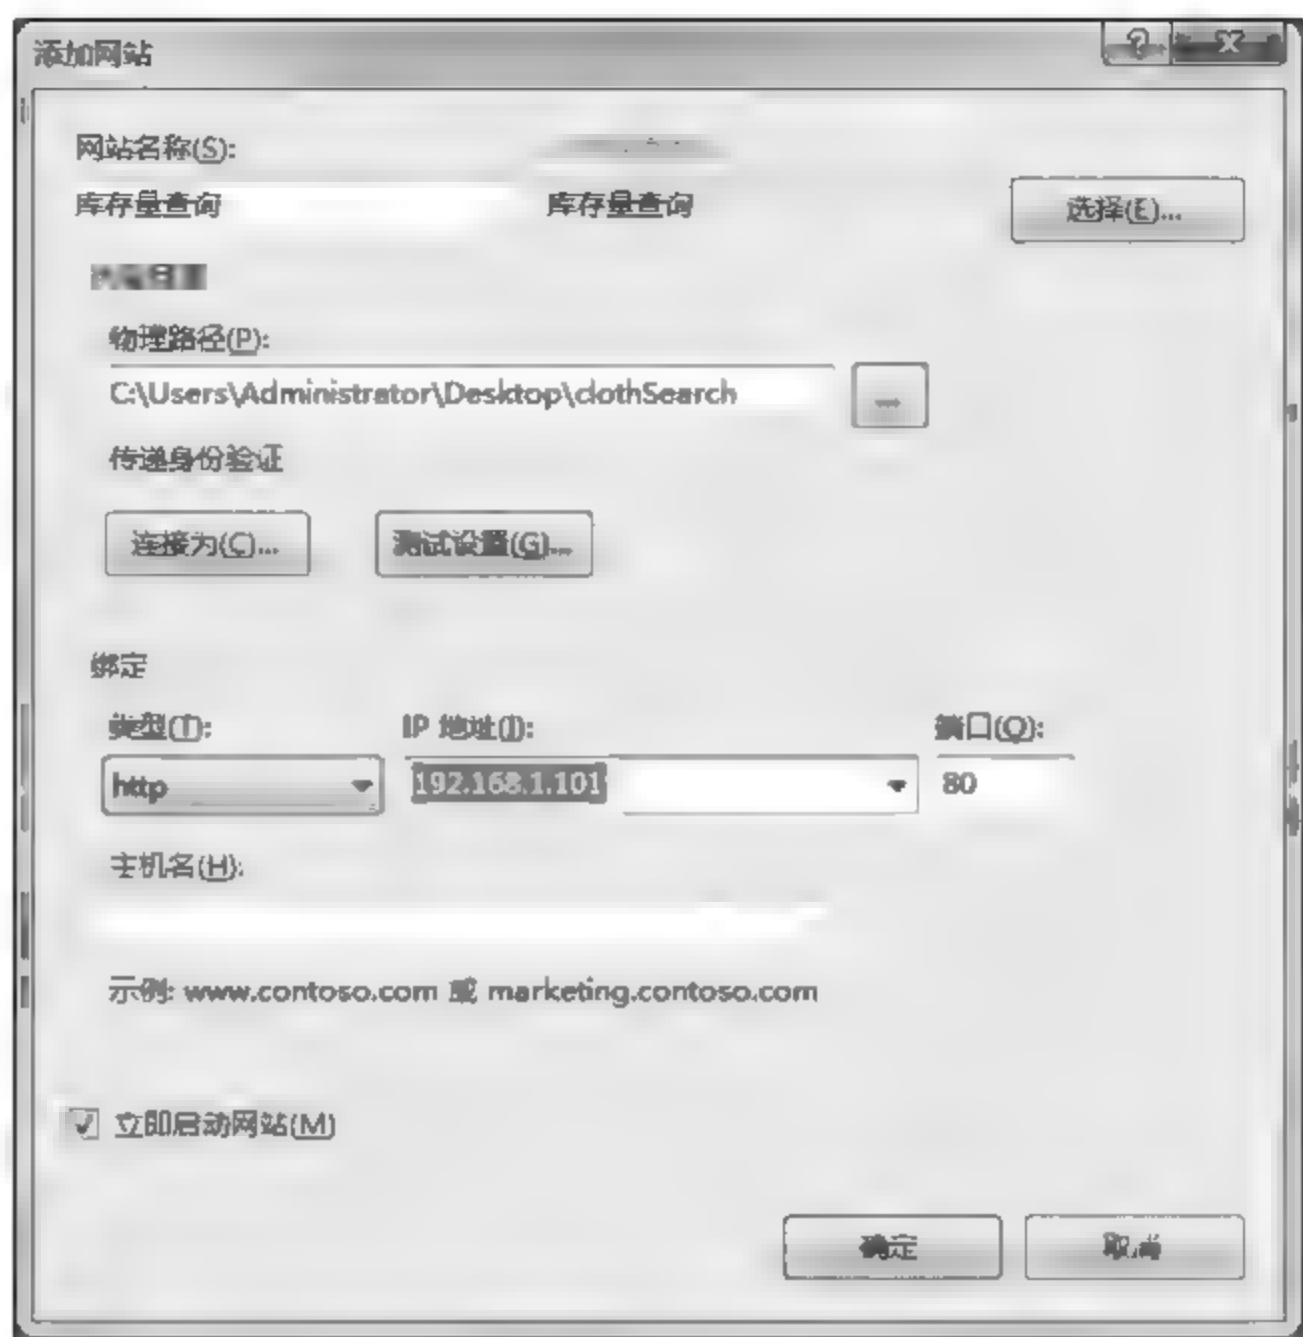 添加网站
网站名称(S):
库存量查询 库存量查询 选择(E)...
物理路径(P):
C:\Users\Administrator\Desktop\clothSearch ...
传递身份验证
连接为(C)... 测试设置(G)...
绑定
类型(T): IP 地址(I): 端口(O):
http 192.168.1.101 80
主机名(H):
示例: www.contoso.com 或 marketing.contoso.com
立即启动网站(M)
确定 取消